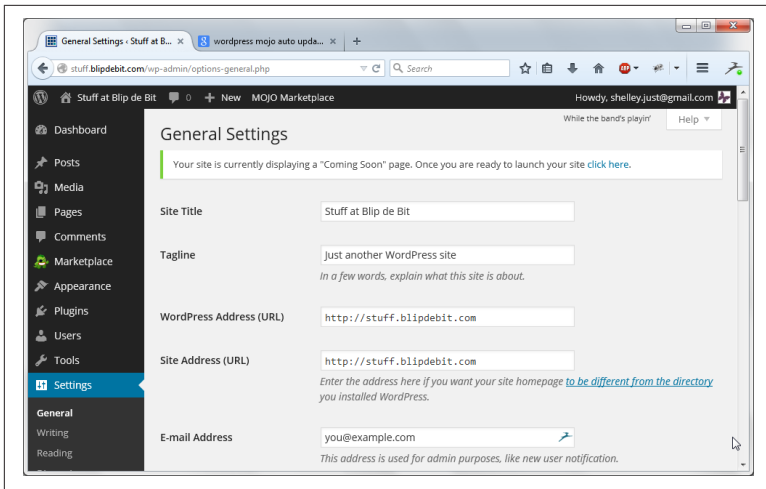 General Settings ‹ Stuff at B... × wordpress mojo auto upda... × +
stuff.blipdebit.com/wp-admin/options-general.php Search
Stuff at Blip de Bit 0 + New MOJO Marketplace Howdy, shelley.just@gmail.com
While the band's playin' Help
Dashboard
General Settings
Your site is currently displaying a "Coming Soon" page. Once you are ready to launch your site click here.
Posts
Media
Pages
Comments
Marketplace
Appearance
Plugins
Users
Tools
Settings
General
Writing
Reading
Site Title Stuff at Blip de Bit
Tagline Just another WordPress site
In a few words, explain what this site is about.
WordPress Address (URL) http://stuff.blipdebit.com
Site Address (URL) http://stuff.blipdebit.com
Enter the address here if you want your site homepage to be different from the directory
you installed WordPress.
E-mail Address you@example.com
This address is used for admin purposes, like new user notification.